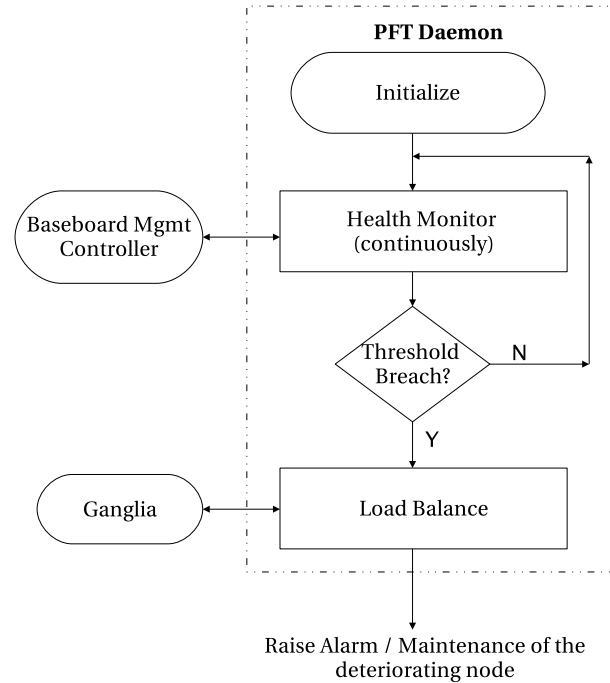 PFT Daemon
Initialize
Baseboard Mgmt
Controller
Health Monitor
(continuously)
Threshold
Breach?
N
Y
Ganglia
Load Balance
Raise Alarm / Maintenance of the
deteriorating node